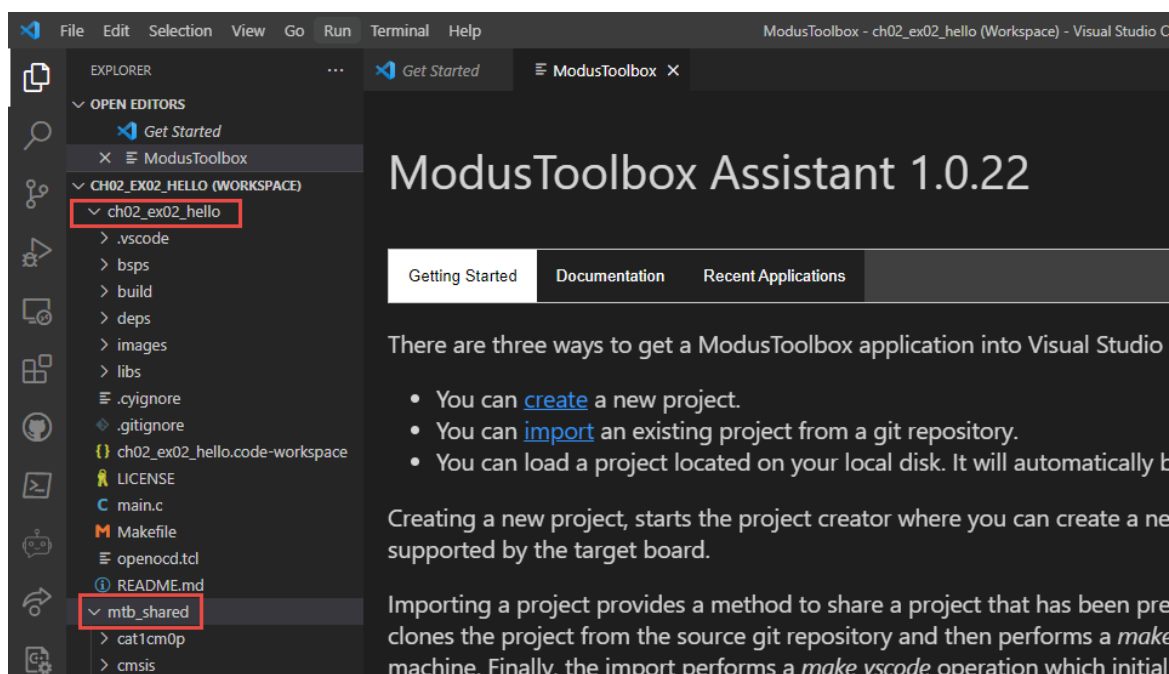 File Edit Selection View Go Run Terminal Help ModusToolbox - ch02_ex02_hello (Workspace) - Visual Studio C
EXPLORER ...
Get Started ModusToolbox
OPEN EDITORS
Get Started
ModusToolbox
CH02_EX02_HELLO (WORKSPACE)
ch02_ex02_hello
.vscode
bsps
build
deps
images
libs
.cyignore
.gitignore
ch02_ex02_hello.code-workspace
LICENSE
main.c
Makefile
openocd.tcl
README.md
mtb_shared
cat1cm0p
cmsis
ModusToolbox Assistant 1.0.22
Getting Started Documentation Recent Applications
There are three ways to get a ModusToolbox application into Visual Studio
• You can create a new project.
• You can import an existing project from a git repository.
• You can load a project located on your local disk. It will automatically b
Creating a new project, starts the project creator where you can create a ne
supported by the target board.
Importing a project provides a method to share a project that has been pre
clones the project from the source git repository and then performs a make
machine. Finally, the import performs a make vscode operation which initial